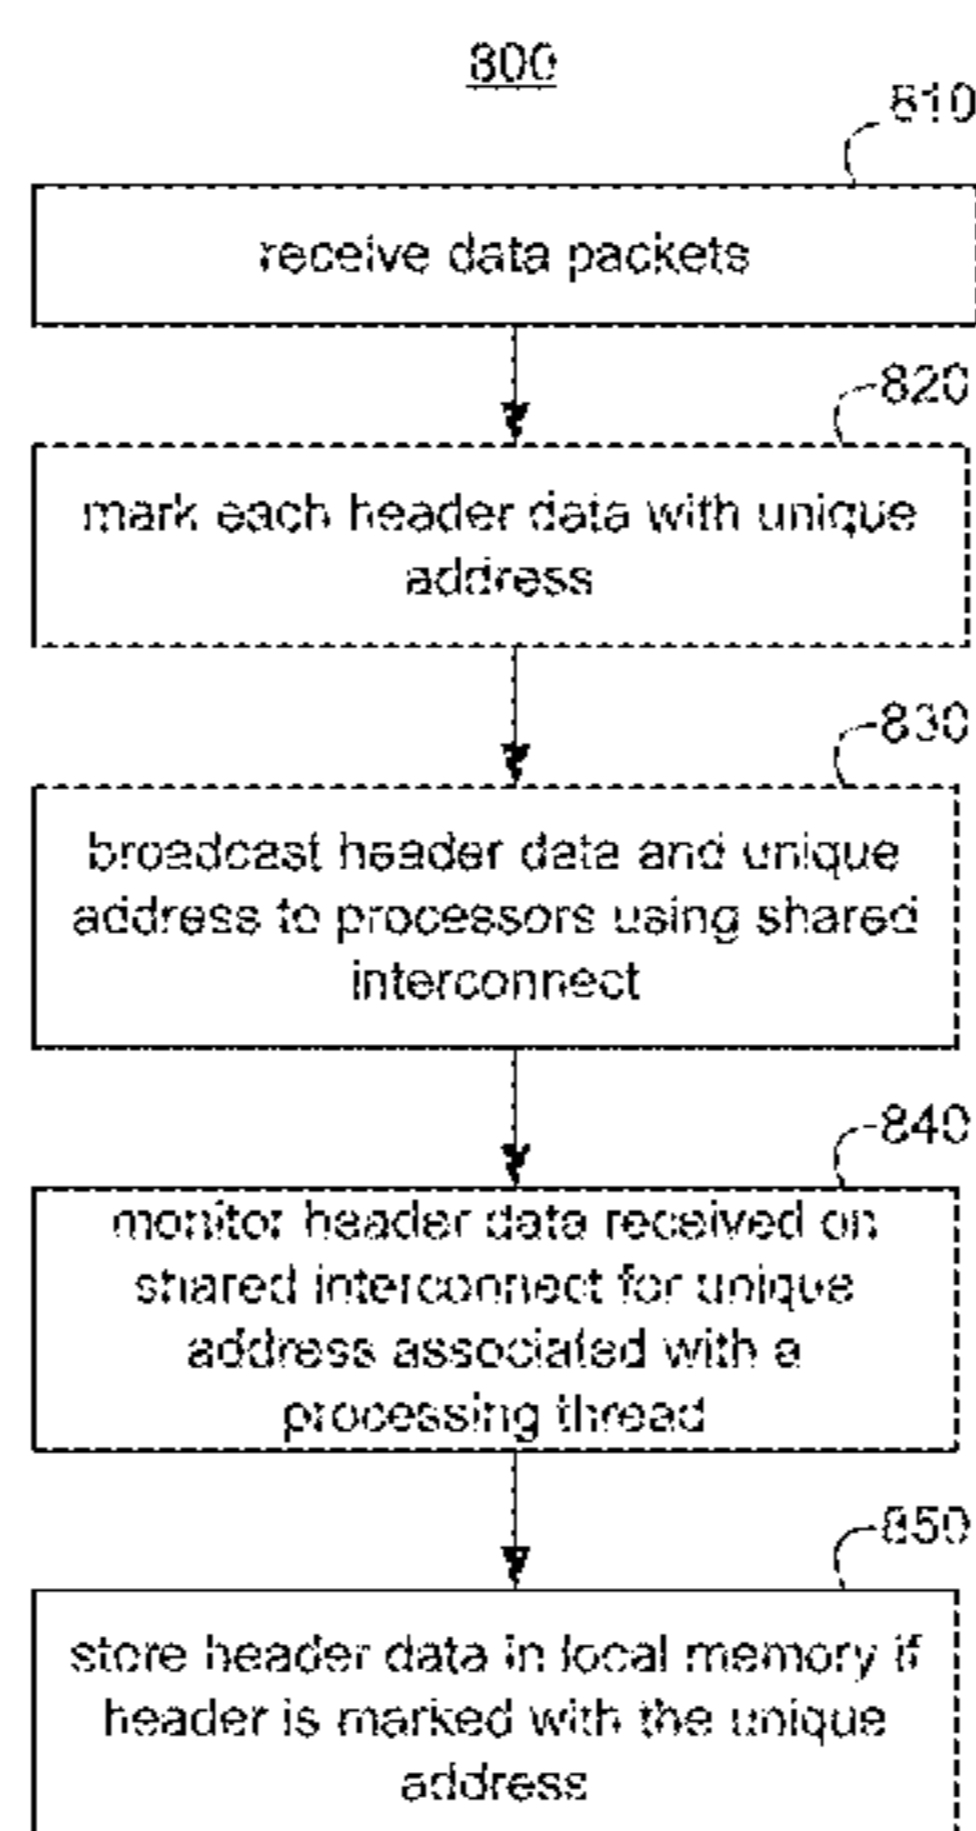 800
810
receive data packets
820
mark each header data with unique
address
830
broadcast header data and unique
address to processors using shared
interconnect
840
monitor header data received on
shared interconnect for unique
address associated with a
processing thread
850
store header data in local memory if
header is marked with the unique
address